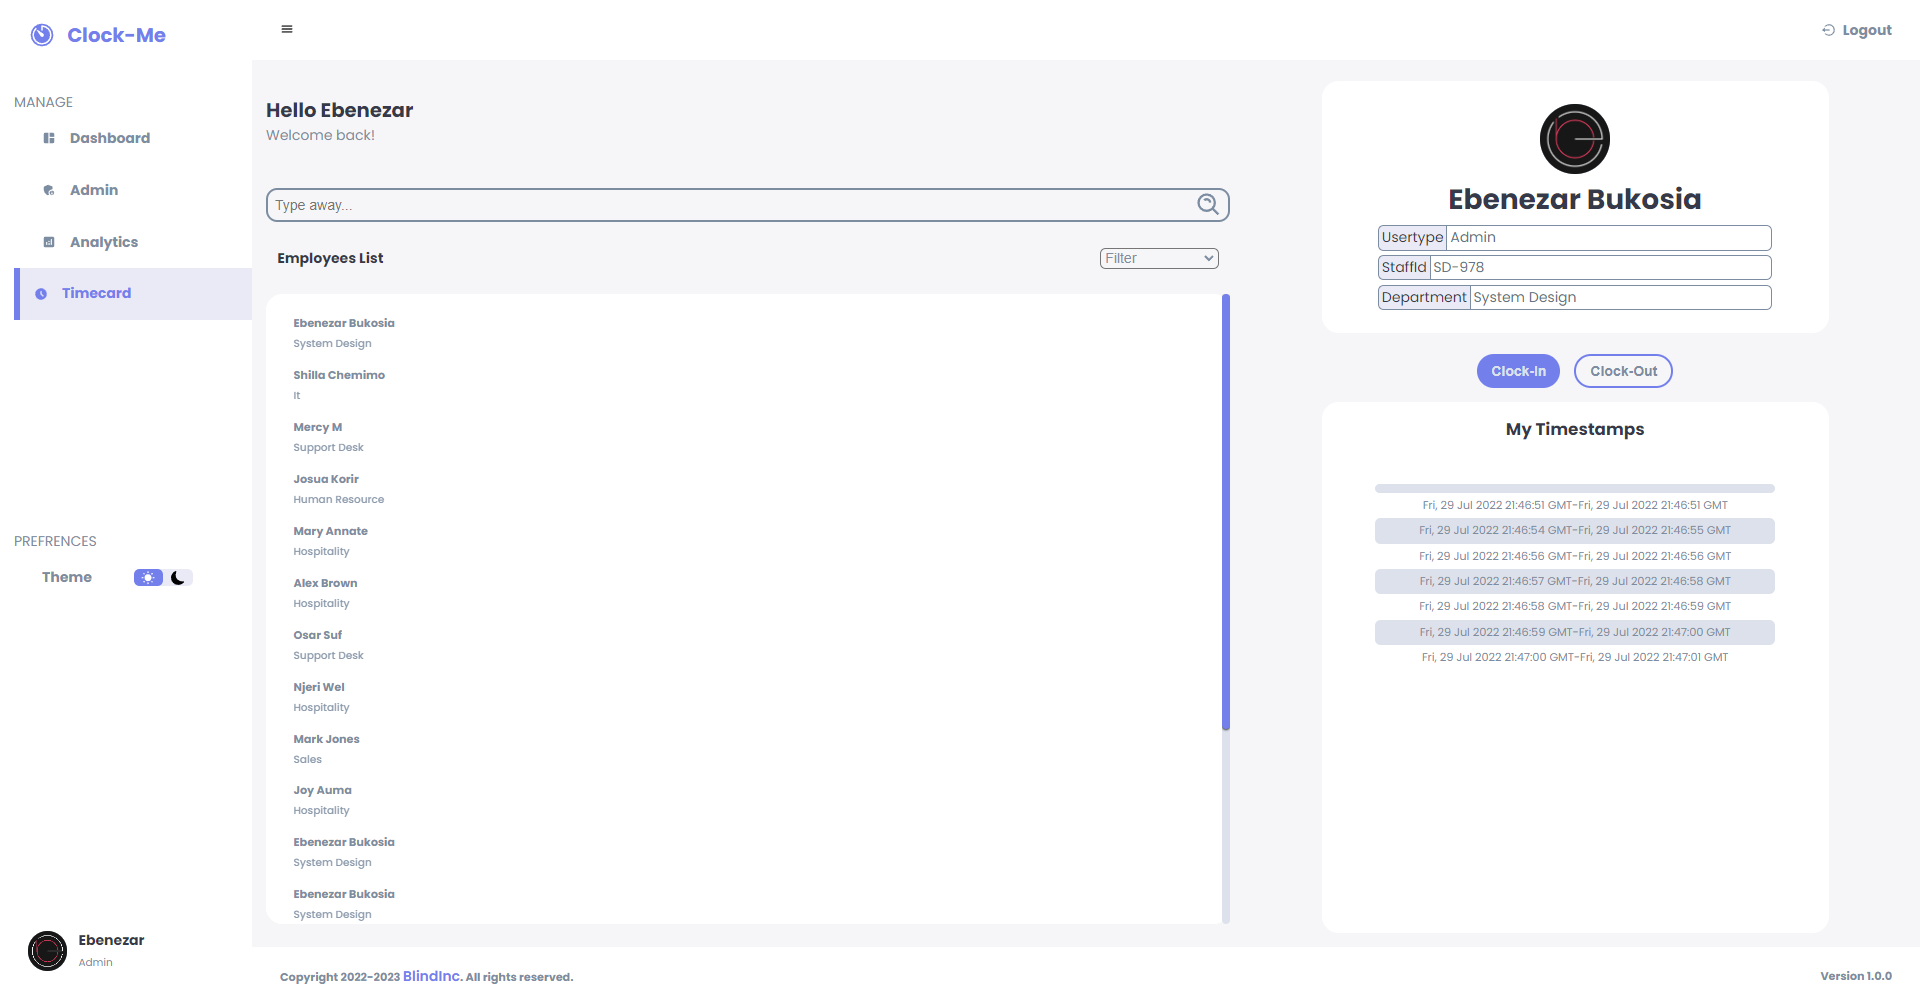 Clock-Me
Logout
MANAGE
Dashboard
Admin
Analytics
Timecard
PREFRENCES
Theme
Ebenezar
Admin
Hello Ebenezar
Welcome back!
Type away...
Employees List
Filter
Ebenezar Bukosia
System Design
Shilla Chemimo
It
Mercy M
Support Desk
Josua Korir
Human Resource
Mary Annate
Hospitality
Alex Brown
Hospitality
Osar Suf
Support Desk
Njeri Wel
Hospitality
Mark Jones
Sales
Joy Auma
Hospitality
Ebenezar Bukosia
System Design
Ebenezar Bukosia
System Design
Ebenezar Bukosia
Usertype Admin
StaffId SD-978
Department System Design
Clock-In Clock-Out
My Timestamps
Fri, 29 Jul 2022 21:46:51 GMT-Fri, 29 Jul 2022 21:46:51 GMT
Fri, 29 Jul 2022 21:46:54 GMT-Fri, 29 Jul 2022 21:46:55 GMT
Fri, 29 Jul 2022 21:46:56 GMT-Fri, 29 Jul 2022 21:46:56 GMT
Fri, 29 Jul 2022 21:46:57 GMT-Fri, 29 Jul 2022 21:46:58 GMT
Fri, 29 Jul 2022 21:46:58 GMT-Fri, 29 Jul 2022 21:46:59 GMT
Fri, 29 Jul 2022 21:46:59 GMT-Fri, 29 Jul 2022 21:47:00 GMT
Fri, 29 Jul 2022 21:47:00 GMT-Fri, 29 Jul 2022 21:47:01 GMT
Copyright 2022-2023 BlindInc. All rights reserved.
Version 1.0.0